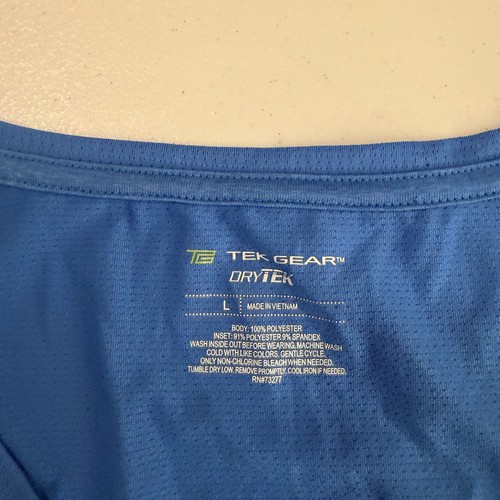 TEK GEAR™
DRYTEK
L MADE IN VIETNAM
BODY: 100% POLYESTER
INSET: 91% POLYESTER 9% SPANDEX
WASH INSIDE OUT BEFORE WEARING, MACHINE WASH
COLD WITH LIKE COLORS, GENTLE CYCLE,
ONLY NON-CHLORINE BLEACH WHEN NEEDED.
TUMBLE DRY LOW, REMOVE PROMPTLY, COOL IRON IF NEEDED.
RN#73277